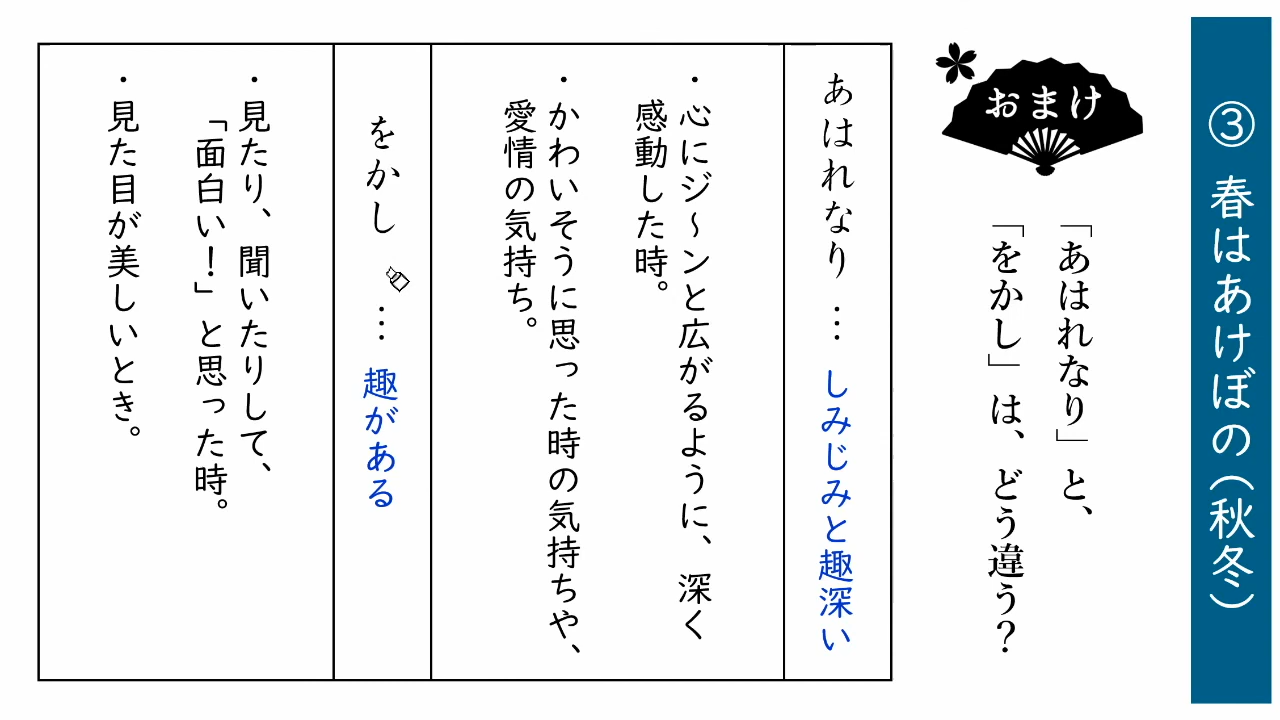 ③ 春はあけぼの（秋冬）
おまけ
「あはれなり」と、
「をかし」は、どう違う？
あはれなり … しみじみと趣深い
・心にジ～ンと広がるように、深く
感動した時。
・かわいそうに思った時の気持ちや、
愛情の気持ち。
をかし … 趣がある
・見たり、聞いたりして、
「面白い！」と思った時。
・見た目が美しいとき。